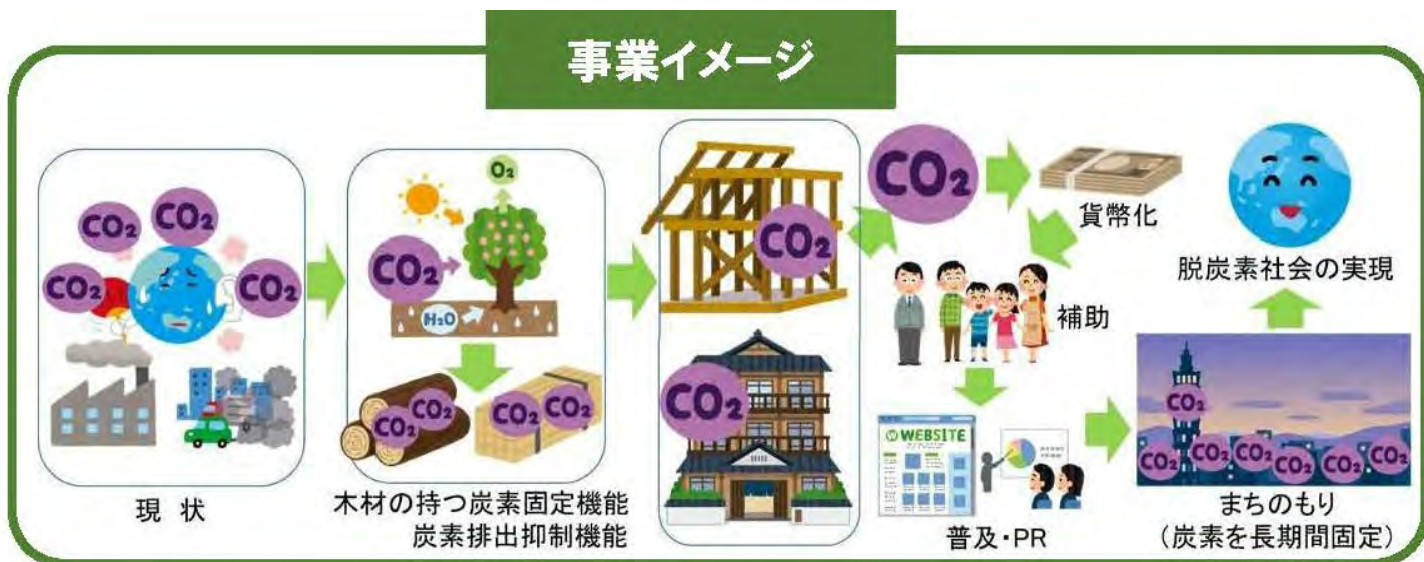 事業イメージ
CO₂
CO₂
CO₂
CO₂
現 状
O₂
CO₂
H₂O
CO₂
CO₂
CO₂
CO₂
木材の持つ炭素固定機能
炭素排出抑制機能
CO₂
CO₂
CO₂
貨幣化
補助
WEBSITE
普及・PR
脱炭素社会の実現
CO₂
CO₂
CO₂
CO₂
CO₂
CO₂
CO₂
まちのもり
(炭素を長期間固定)